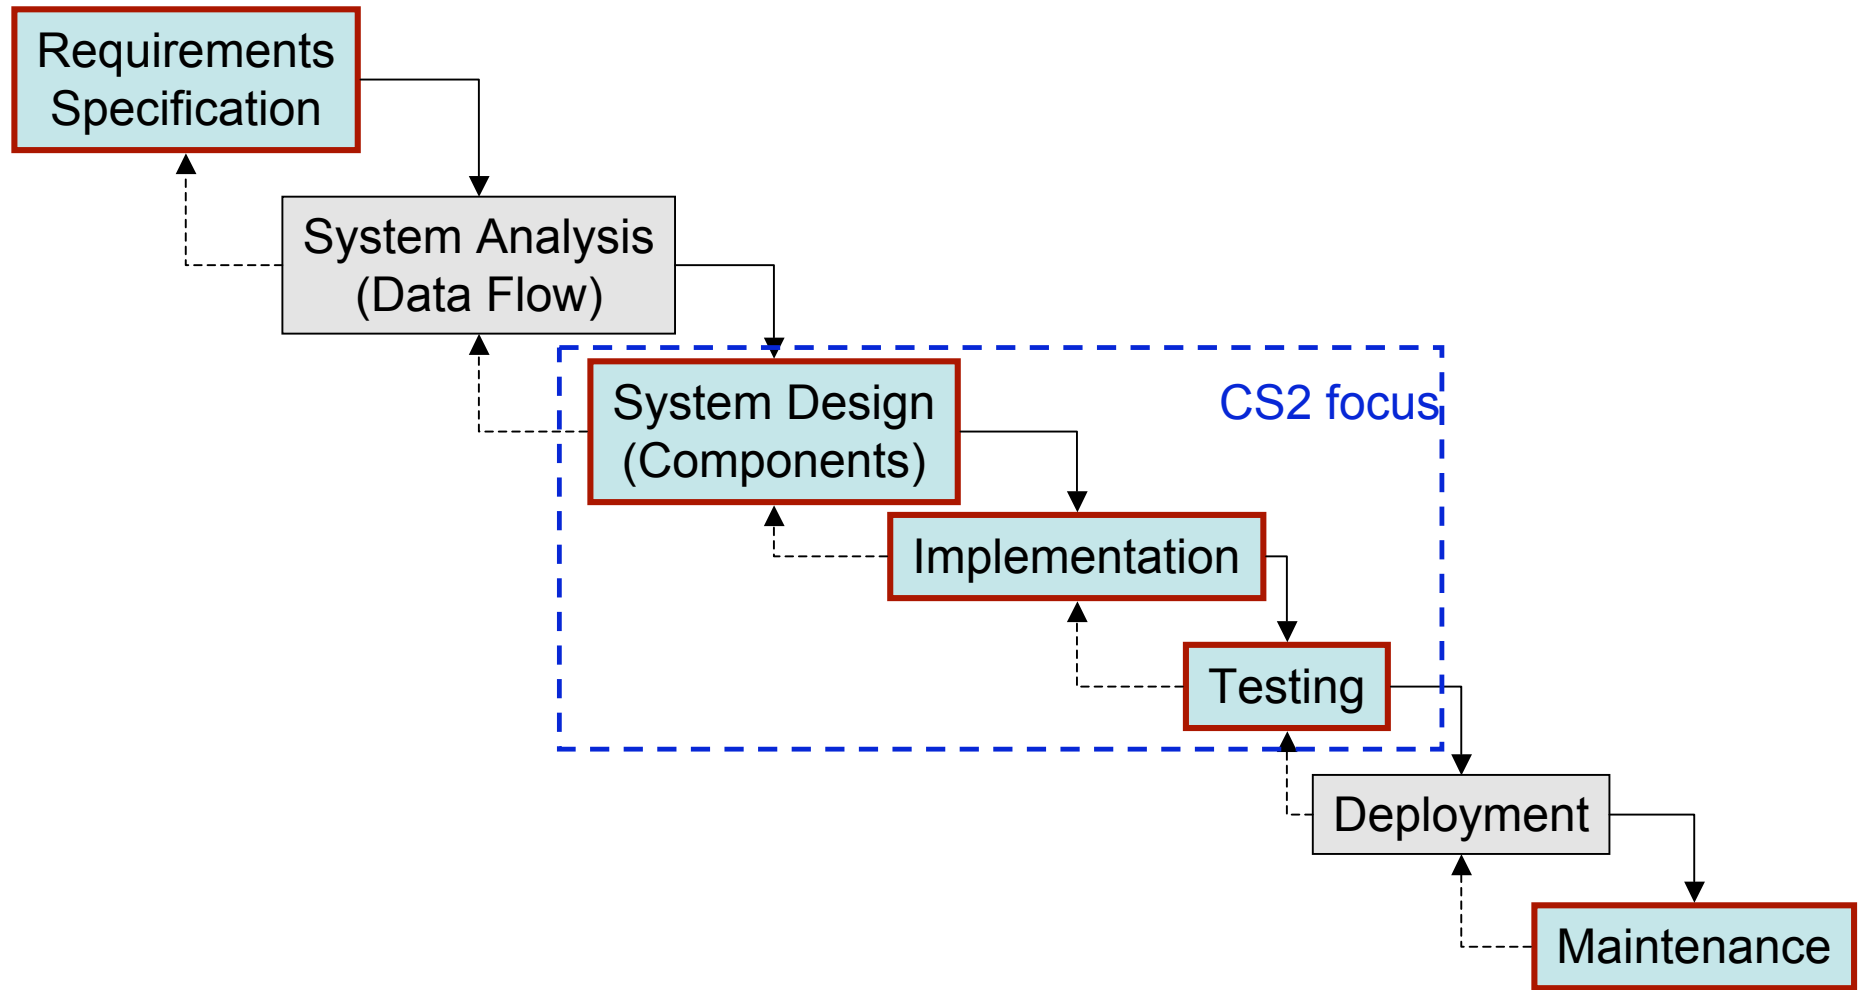 Requirements
Specification
System Analysis
(Data Flow)
System Design
(Components)
CS2 focus
Implementation
Testing
Deployment
Maintenance